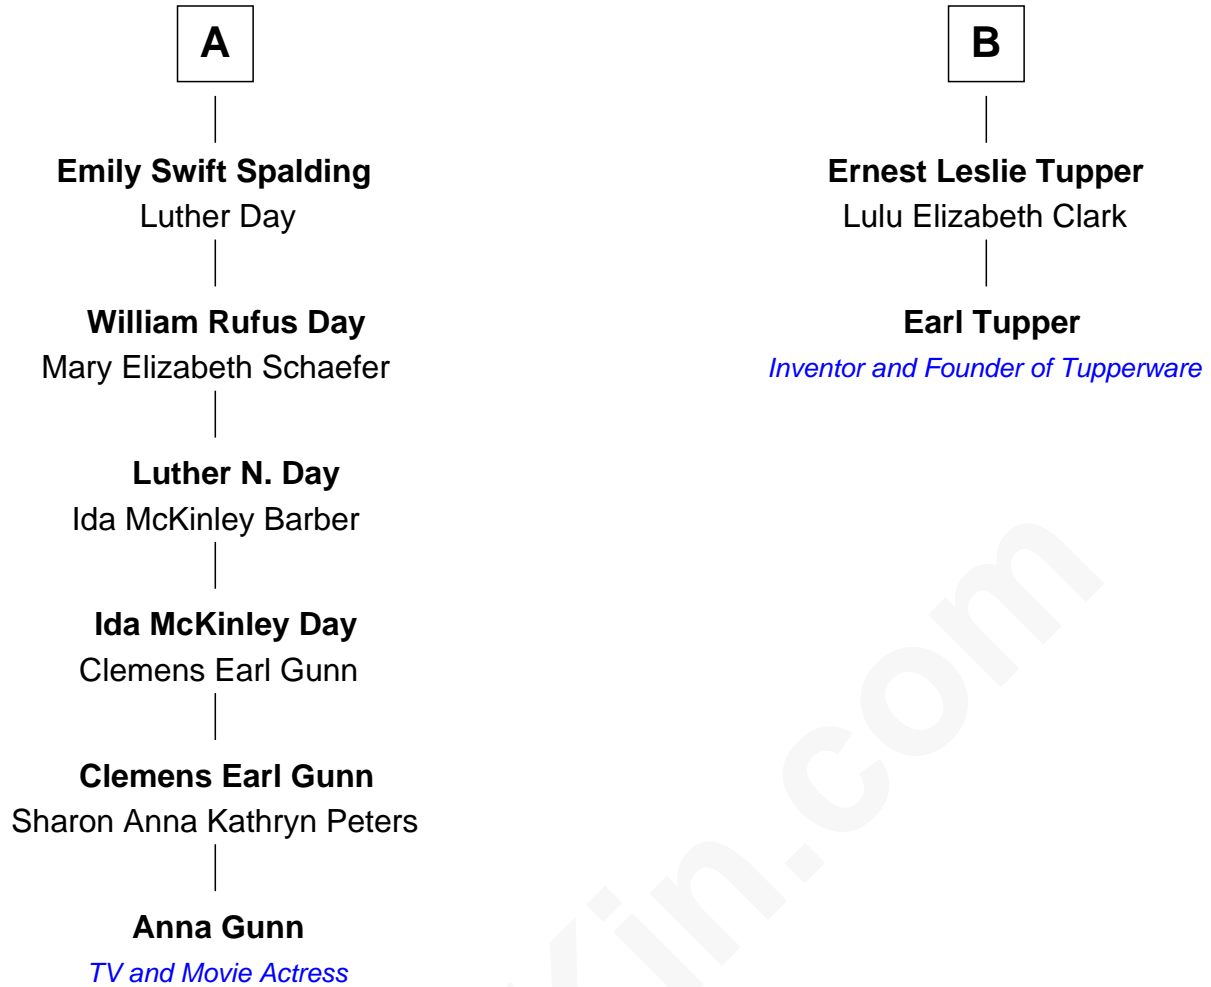 A
Emily Swift Spalding
Luther Day
William Rufus Day
Mary Elizabeth Schaefer
Luther N. Day
Ida McKinley Barber
Ida McKinley Day
Clemens Earl Gunn
Clemens Earl Gunn
Sharon Anna Kathryn Peters
Anna Gunn
TV and Movie Actress
B
Ernest Leslie Tupper
Lulu Elizabeth Clark
Earl Tupper
Inventor and Founder of Tupperware
kin.com